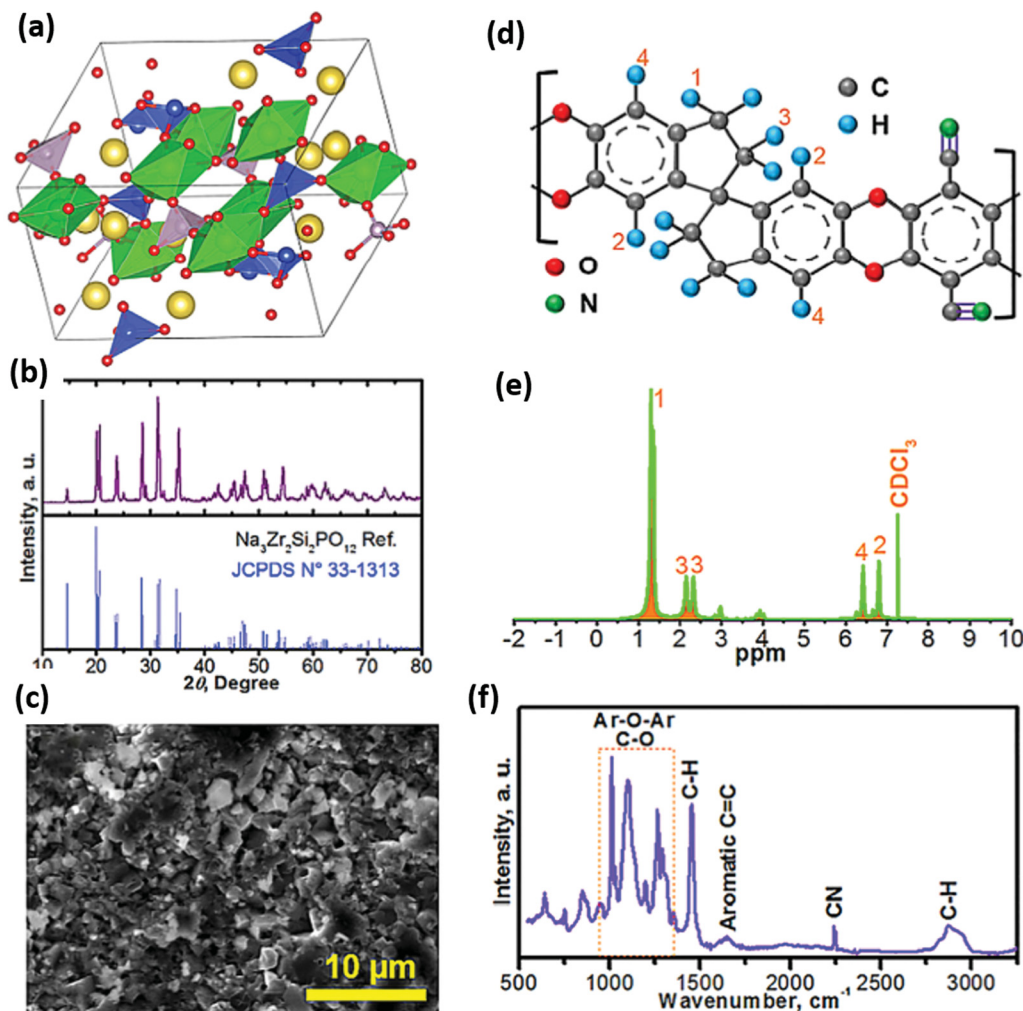 (a)
(b)
Intensity, a. u.
Na₃Zr₂Si₂PO₁₂ Ref.
JCPDS N° 33-1313
10 20 30 40 50 60 70 80
2θ, Degree
(c)
10 µm
(d)
4
1
3
2
2
4
C
H
O
N
(e)
1
3 3
4
2
CDCl₃
-2 -1 0 1 2 3 4 5 6 7 8 9 10
ppm
(f)
Intensity, a. u.
Ar-O-Ar
C-O
C-H
Aromatic C=C
CN
C-H
500 1000 1500 2000 2500 3000
Wavenumber, cm⁻¹